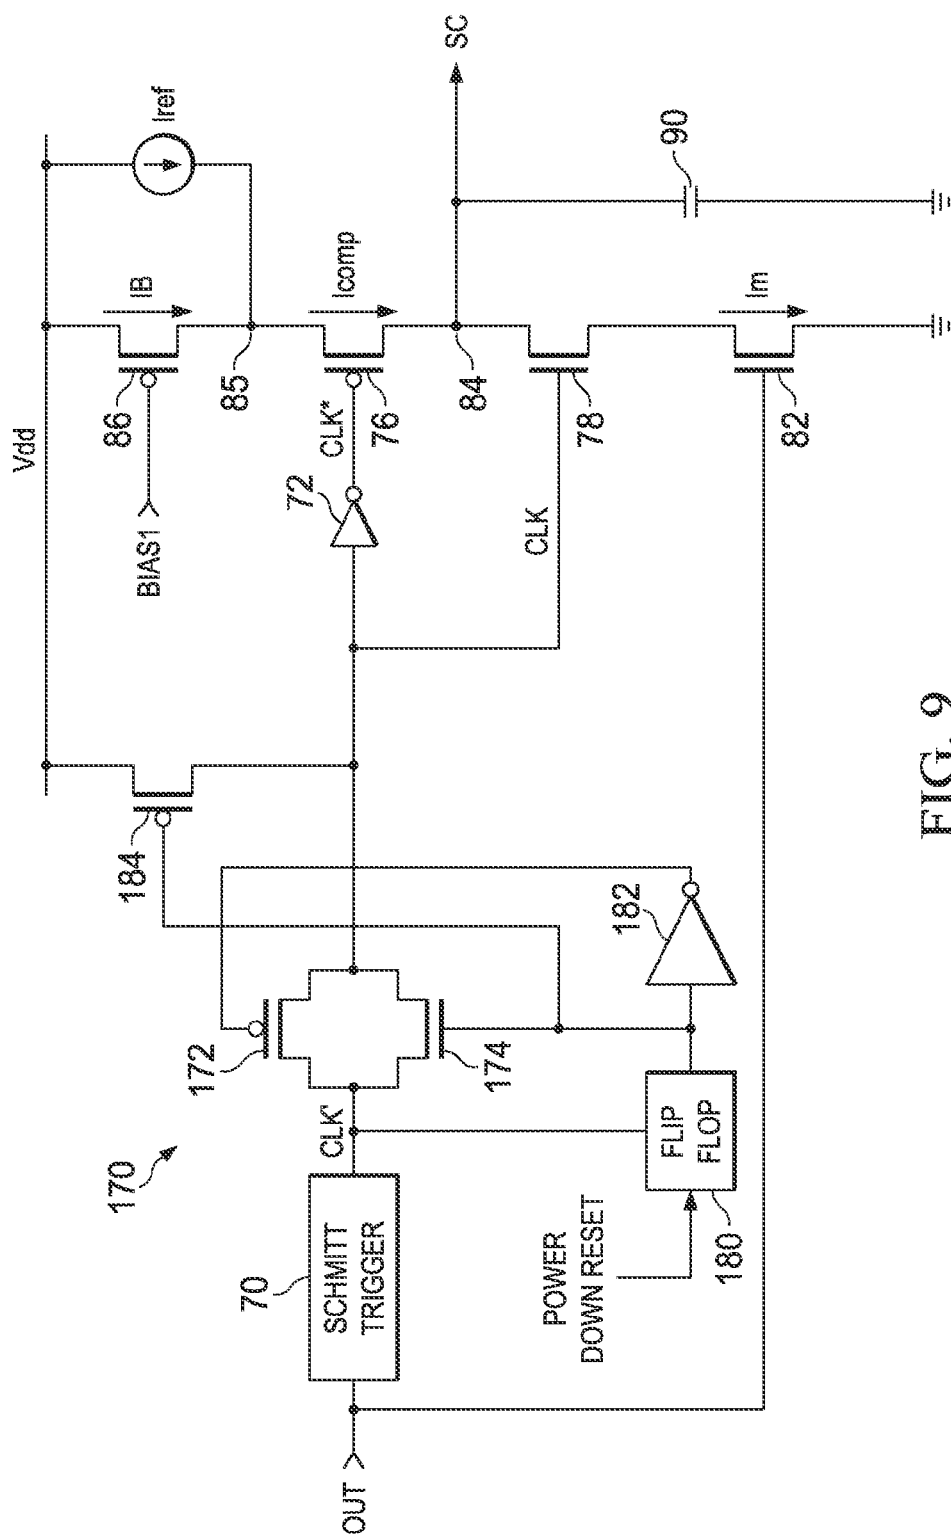 Vdd
BIAS1
86
IB
Iref
85
184
72
CLK*
76
Icomp
84
SC
170
172
CLK'
174
CLK
78
90
OUT
70
SCHMITT
TRIGGER
182
FLIP
FLOP
180
POWER
DOWN RESET
82
Im
FIG. 9